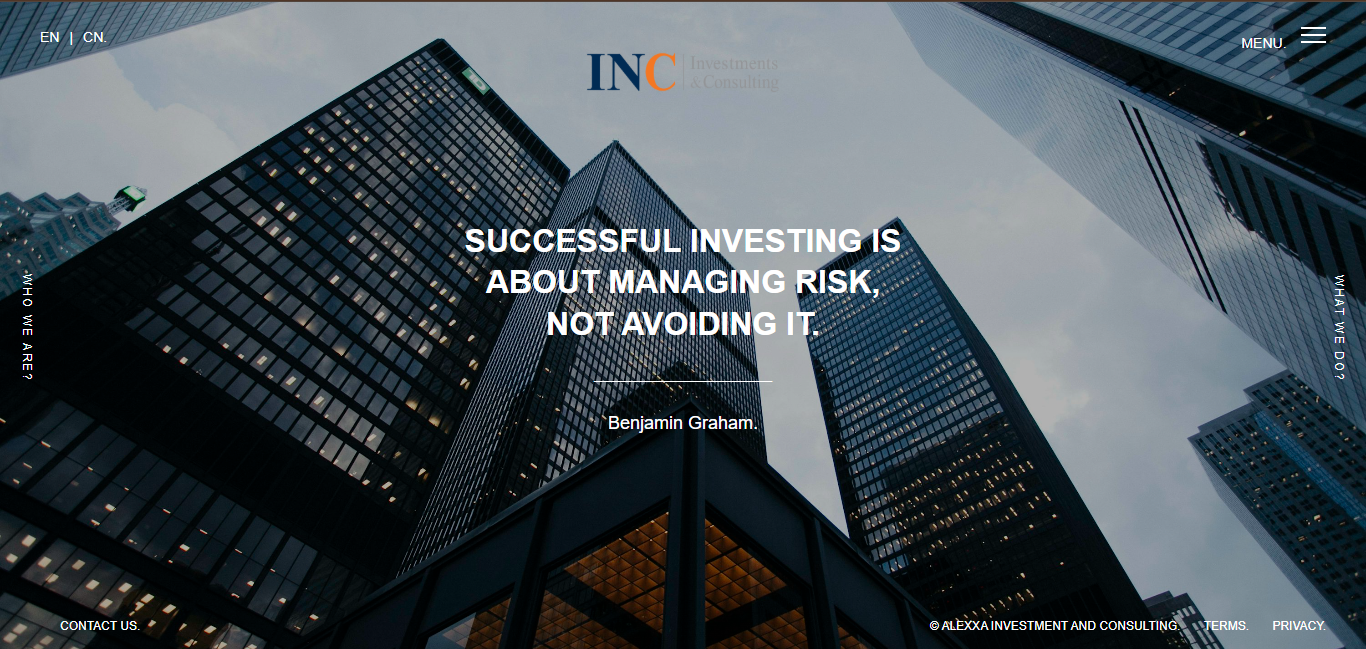 EN | CN.
MENU.
INC Investments
&Consulting
SUCCESSFUL INVESTING IS
ABOUT MANAGING RISK,
NOT AVOIDING IT.
Benjamin Graham.
WHO WE ARE?
WHAT WE DO?
CONTACT US.
© ALEXXA INVESTMENT AND CONSULTING.
TERMS.
PRIVACY.